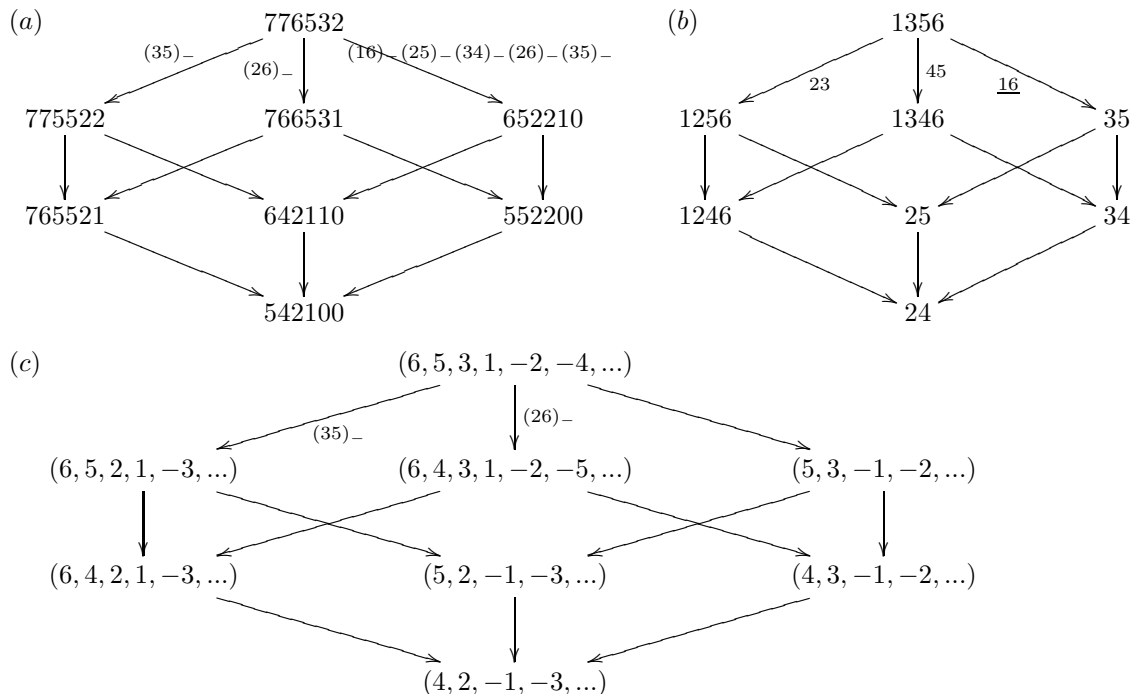 (a) 776532 (b) 1356
(35)₋ (26)₋ (16)₋(25)₋(34)₋(26)₋(35)₋ 23 45 16
775522 766531 652210 1256 1346 35
765521 642110 552200 1246 25 34
542100 24
(c) (6, 5, 3, 1, −2, −4, ...)
(35)₋ (26)₋
(6, 5, 2, 1, −3, ...) (6, 4, 3, 1, −2, −5, ...) (5, 3, −1, −2, ...)
(6, 4, 2, 1, −3, ...) (5, 2, −1, −3, ...) (4, 3, −1, −2, ...)
(4, 2, −1, −3, ...)